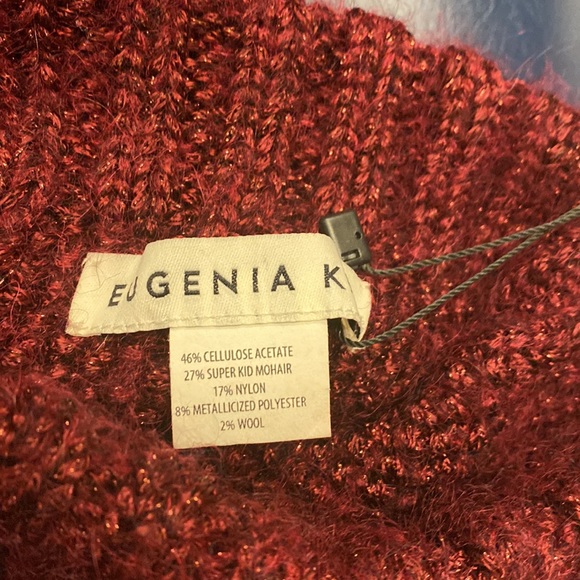 EUGENIA K
46% CELLULOSE ACETATE
27% SUPER KID MOHAIR
17% NYLON
8% METALLICIZED POLYESTER
2% WOOL